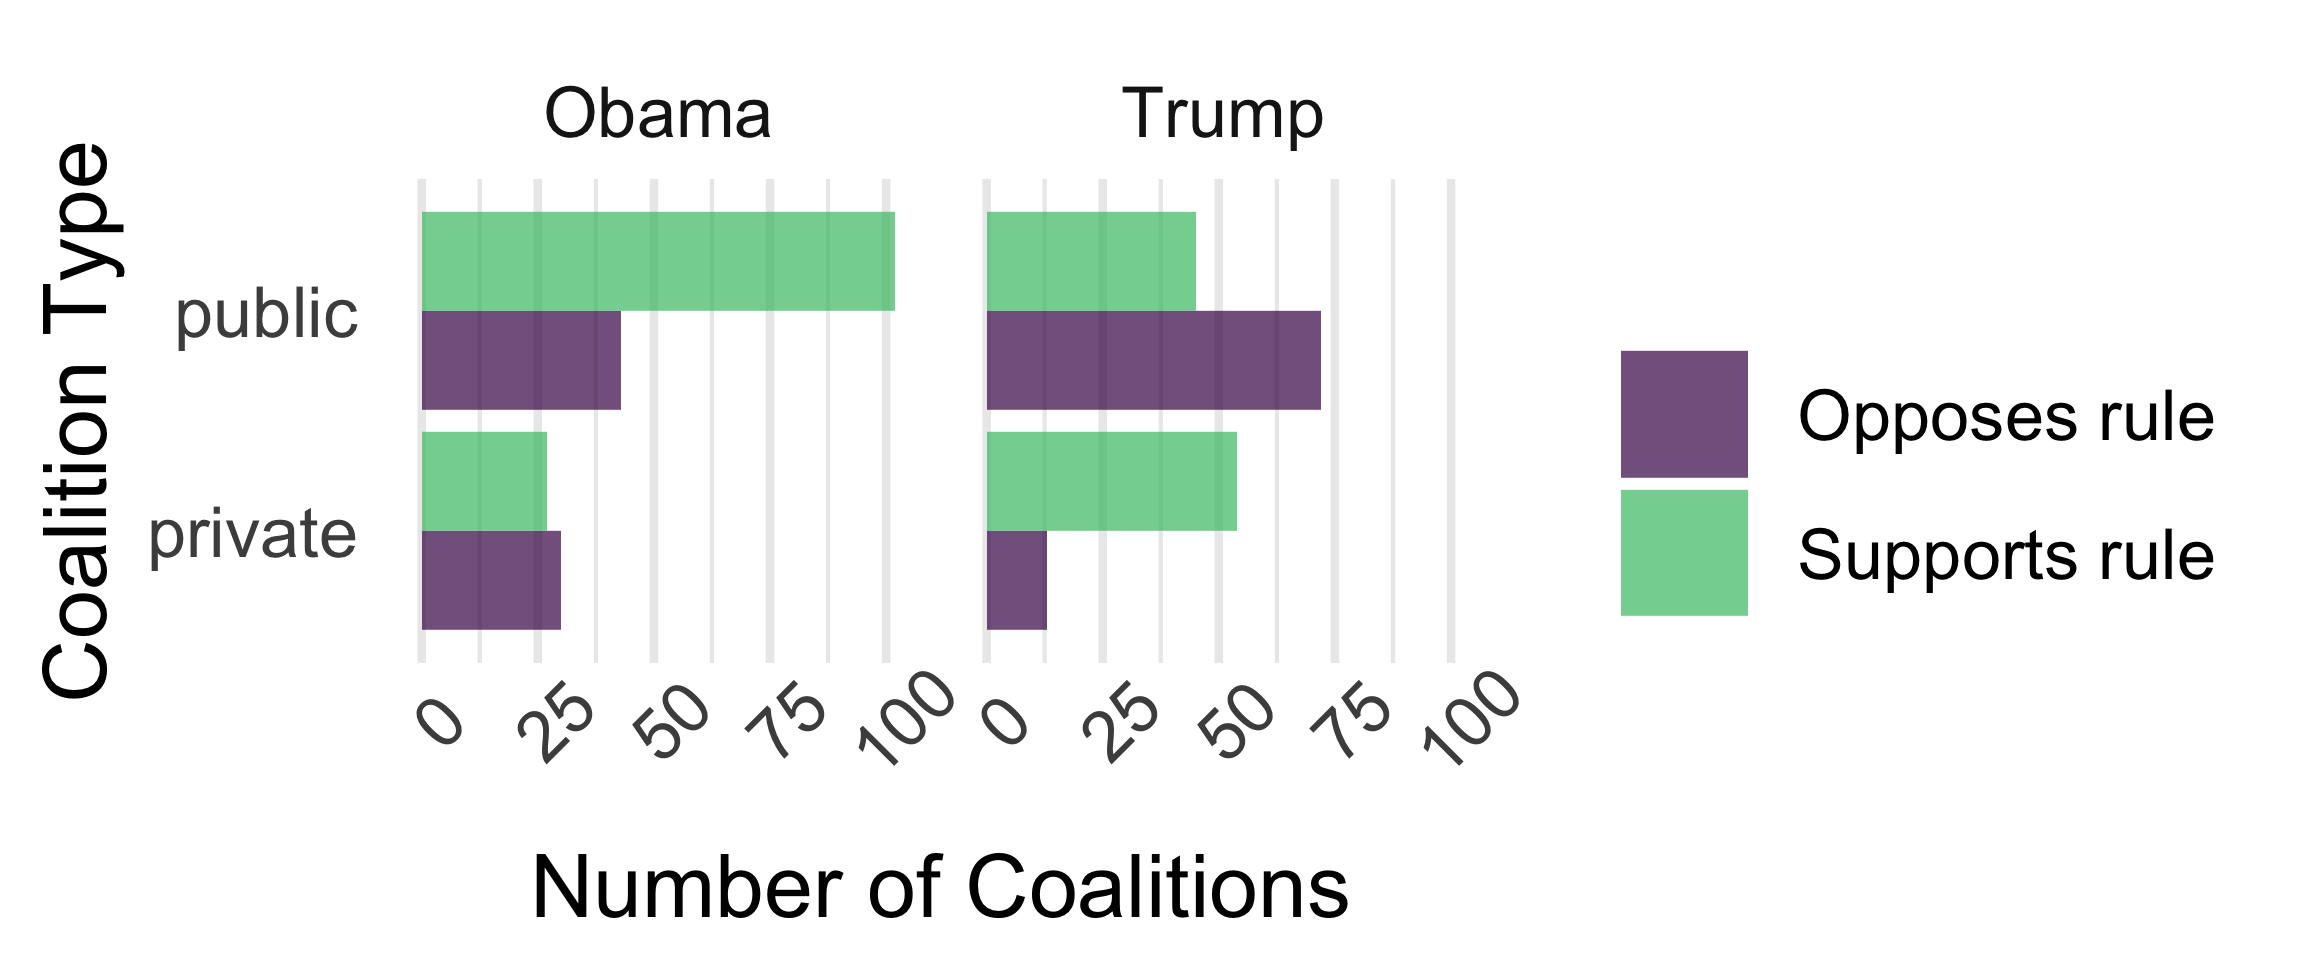 Obama
Trump
Coalition Type
public
private
Opposes rule
Supports rule
0 25 50 75 100
0 25 50 75 100
Number of Coalitions